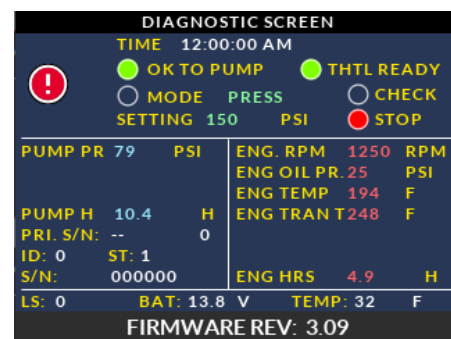 DIAGNOSTIC SCREEN
TIME 12:00:00 AM
OK TO PUMP THTL READY
MODE PRESS CHECK
SETTING 150 PSI STOP
PUMP PR 79 PSI ENG. RPM 1250 RPM
ENG OIL PR. 25 PSI
ENG TEMP 194 F
PUMP H 10.4 H ENG TRAN T 248 F
PRI. S/N: -- 0
ID: 0 ST: 1
S/N: 000000 ENG HRS 4.9 H
LS: 0 BAT: 13.8 V TEMP: 32 F
FIRMWARE REV: 3.09